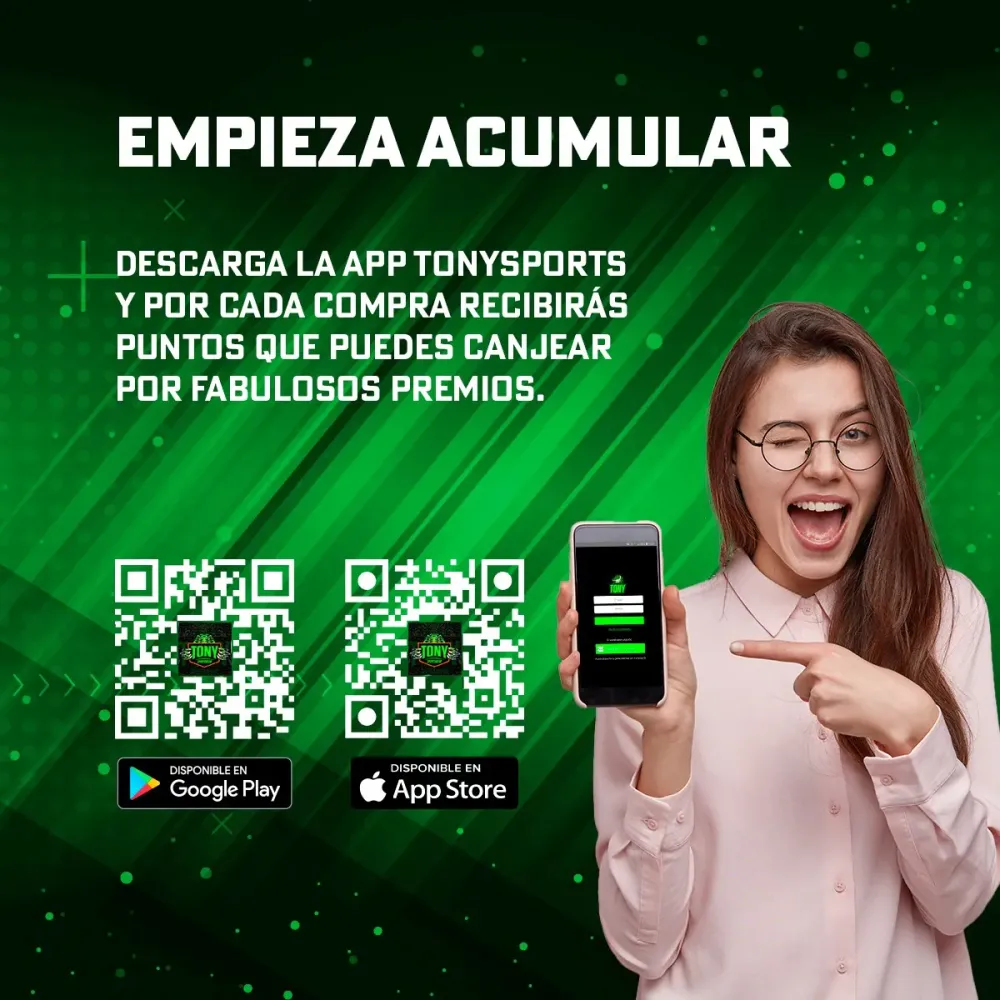 EMPIEZA ACUMULAR
DESCARGA LA APP TONYSPORTS
Y POR CADA COMPRA RECIBIRÁS
PUNTOS QUE PUEDES CANJEAR
POR FABULOSOS PREMIOS.
TONY
TONY
TONY
DISPONIBLE EN
Google Play
DISPONIBLE EN
App Store